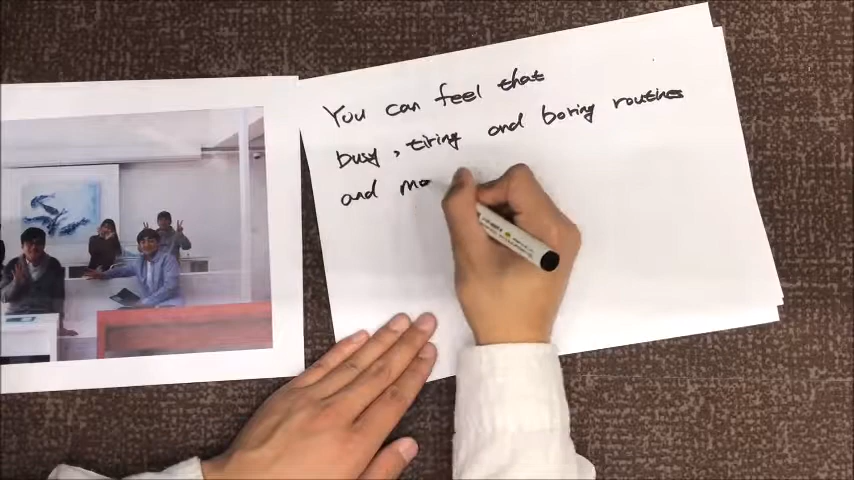 You can feel that
busy, tiring and boring routines
and